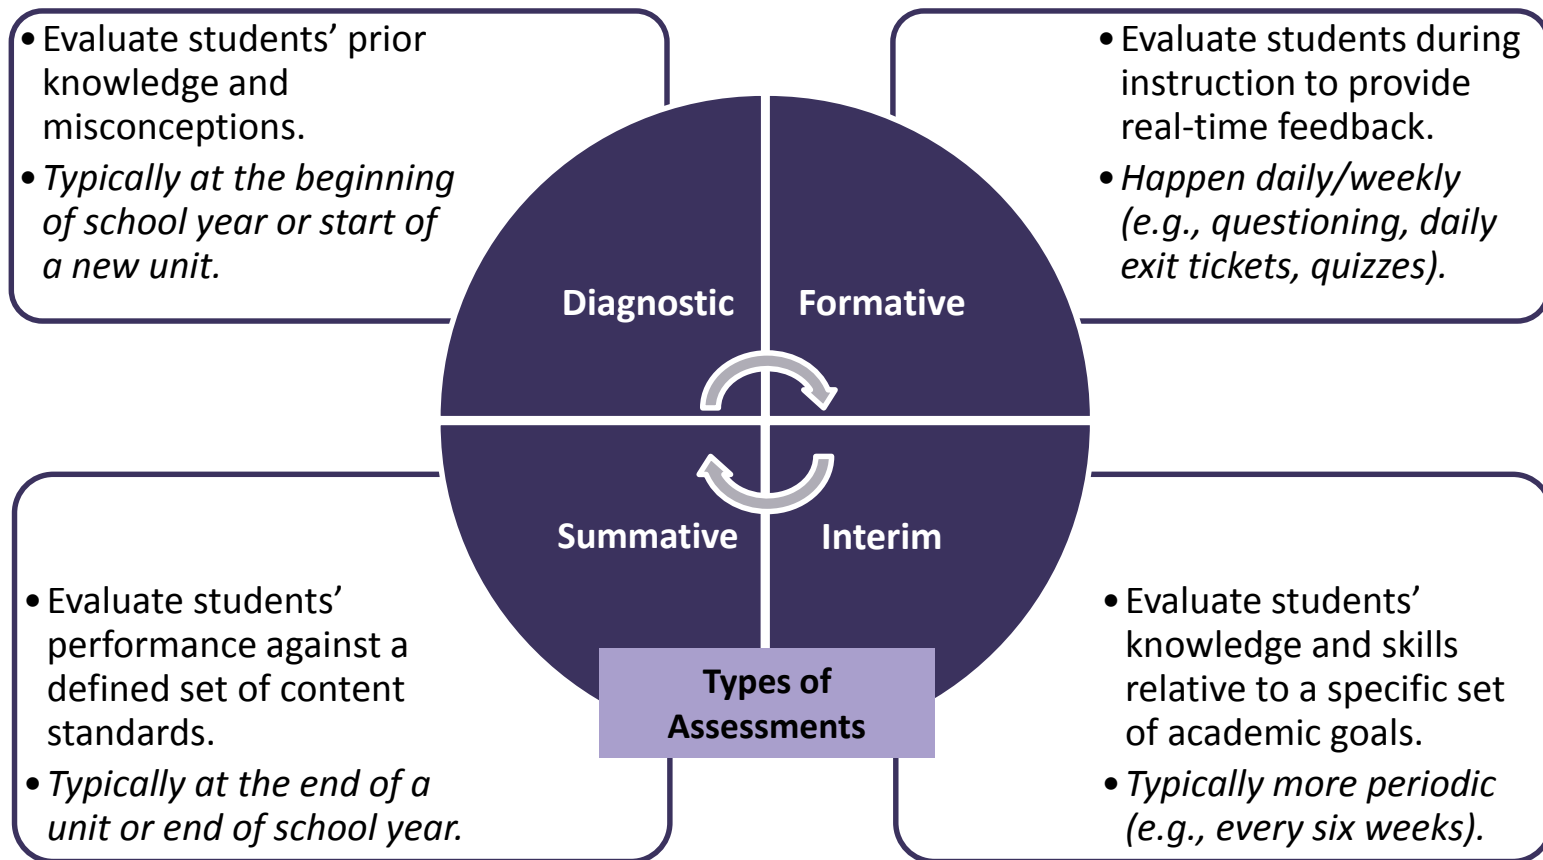 • Evaluate students’ prior
knowledge and
misconceptions.
• Typically at the beginning
of school year or start of
a new unit.
• Evaluate students during
instruction to provide
real-time feedback.
• Happen daily/weekly
(e.g., questioning, daily
exit tickets, quizzes).
Diagnostic
Formative
Summative
Interim
• Evaluate students’
performance against a
defined set of content
standards.
• Typically at the end of a
unit or end of school year.
Types of
Assessments
• Evaluate students’
knowledge and skills
relative to a specific set
of academic goals.
• Typically more periodic
(e.g., every six weeks).